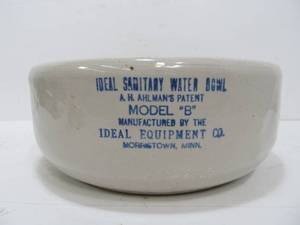 IDEAL SANITARY WATER BOWL
A. H. AHLMAN'S PATENT
MODEL "B"
MANUFACTURED BY THE
IDEAL EQUIPMENT CO.
MORRISTOWN, MINN.